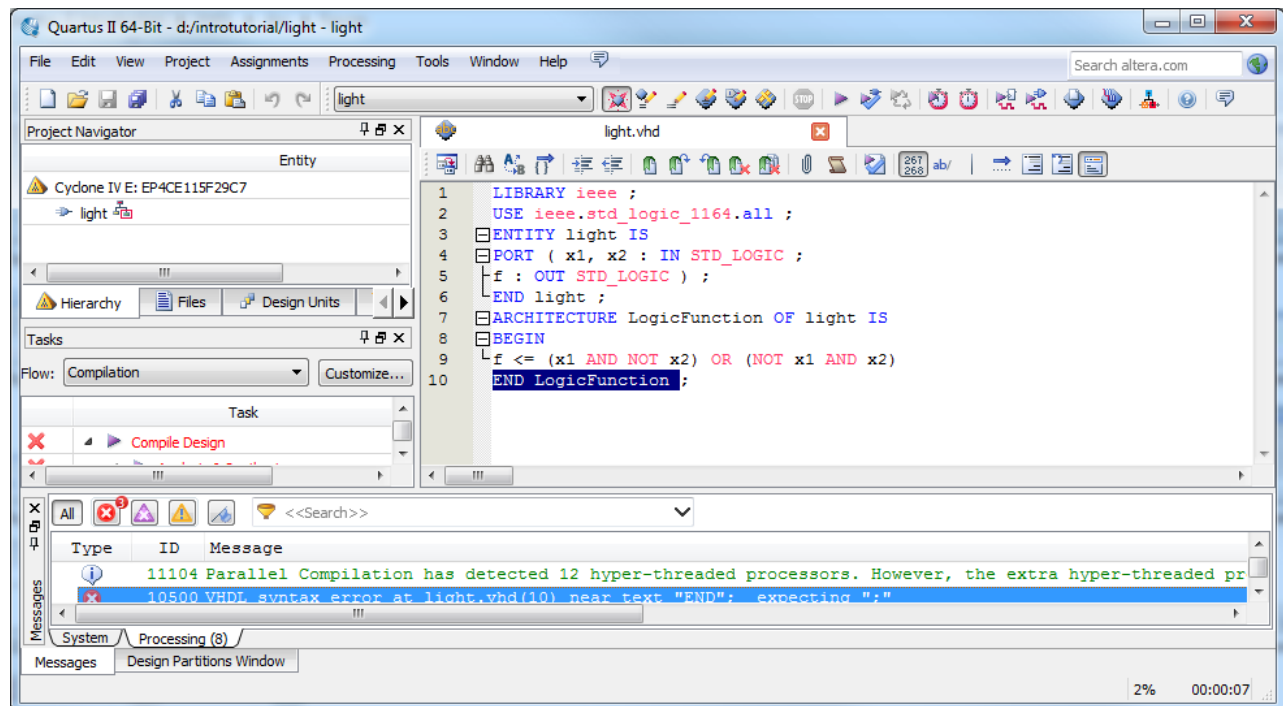 Quartus II 64-Bit - d:/introtutorial/light - light
File Edit View Project Assignments Processing Tools Window Help
Search altera.com
light
Project Navigator
Entity
Cyclone IV E: EP4CE115F29C7
light
Hierarchy Files Design Units
Tasks
Flow: Compilation Customize...
Task
Compile Design
light.vhd
267
268 ab/
1 LIBRARY ieee ;
2 USE ieee.std_logic_1164.all ;
3 ENTITY light IS
4 PORT ( x1, x2 : IN STD_LOGIC ;
5 f : OUT STD_LOGIC ) ;
6 END light ;
7 ARCHITECTURE LogicFunction OF light IS
8 BEGIN
9 f <= (x1 AND NOT x2) OR (NOT x1 AND x2)
10 END LogicFunction ;
All 3 <<Search>>
Type ID Message
11104 Parallel Compilation has detected 12 hyper-threaded processors. However, the extra hyper-threaded pr
10500 VHDL syntax error at light.vhd(10) near text "END"; expecting ";"
Messages
System Processing (8)
Messages Design Partitions Window
2% 00:00:07